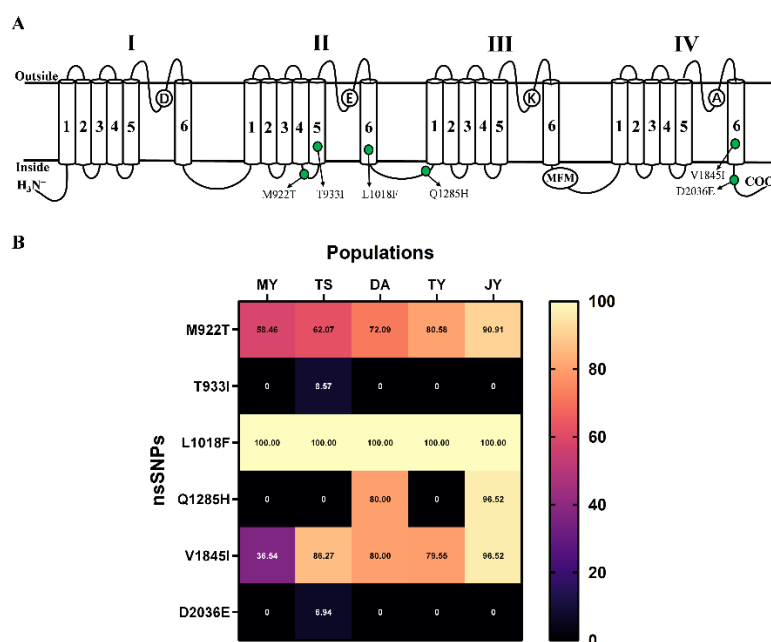 A
I II III IV
Outside
D E K A
1 2 3 4 5 6 1 2 3 4 5 6 1 2 3 4 5 6 1 2 3 4 5 6
Inside
H₃N⁻ MFM COO
M922T T933I L1018F Q1285H V1845I
D2036E
B
Populations
MY TS DA TY JY
nsSNPs
M922T 58.46 62.07 72.09 80.58 90.91
T933I 0 8.57 0 0 0
L1018F 100.00 100.00 100.00 100.00 100.00
Q1285H 0 0 80.00 0 96.52
V1845I 36.54 86.27 80.00 79.55 96.52
D2036E 0 6.94 0 0 0
100
80
60
40
20
0